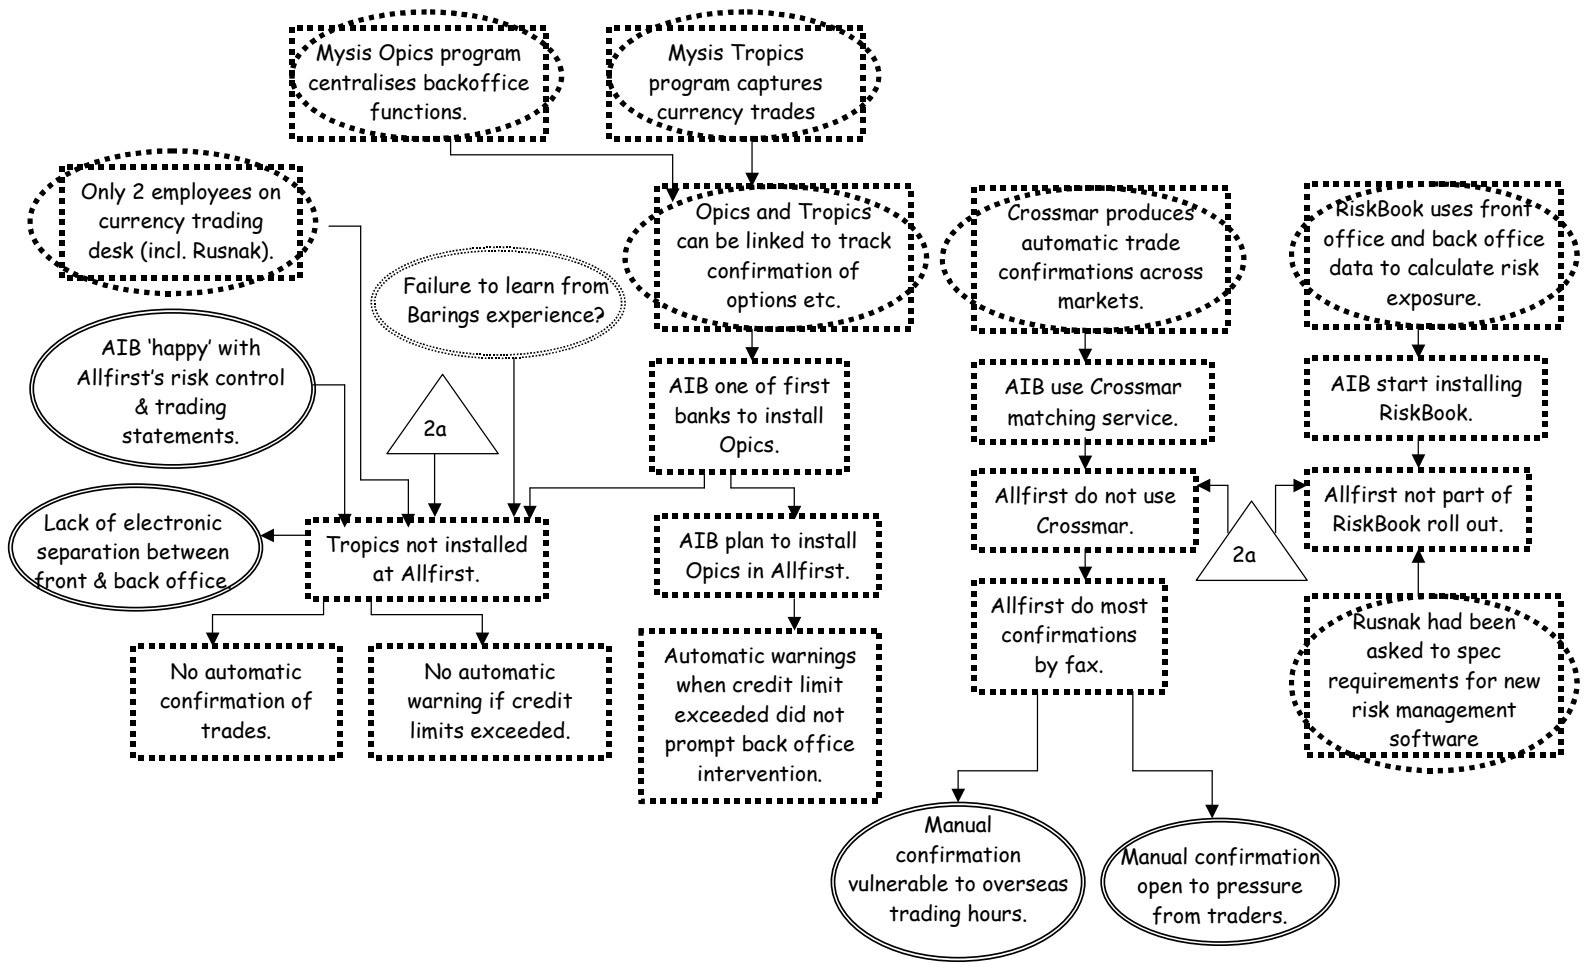 Mysis Opics program
centralises backoffice
functions.
Mysis Tropics
program captures
currency trades
Only 2 employees on
currency trading
desk (incl. Rusnak).
Failure to learn from
Barings experience?
Opics and Tropics
can be linked to track
confirmation of
options etc.
Crossmar produces
automatic trade
confirmations across
markets.
RiskBook uses front
office and back office
data to calculate risk
exposure.
AIB ‘happy’ with
Allfirst’s risk control
& trading
statements.
2a
AIB one of first
banks to install
Opics.
AIB use Crossmar
matching service.
AIB start installing
RiskBook.
Lack of electronic
separation between
front & back office.
Tropics not installed
at Allfirst.
AIB plan to install
Opics in Allfirst.
Allfirst do not use
Crossmar.
2a
Allfirst not part of
RiskBook roll out.
No automatic
confirmation of
trades.
No automatic
warning if credit
limits exceeded.
Automatic warnings
when credit limit
exceeded did not
prompt back office
intervention.
Allfirst do most
confirmations
by fax.
Rusnak had been
asked to spec
requirements for new
risk management
software
Manual
confirmation
vulnerable to overseas
trading hours.
Manual confirmation
open to pressure
from traders.